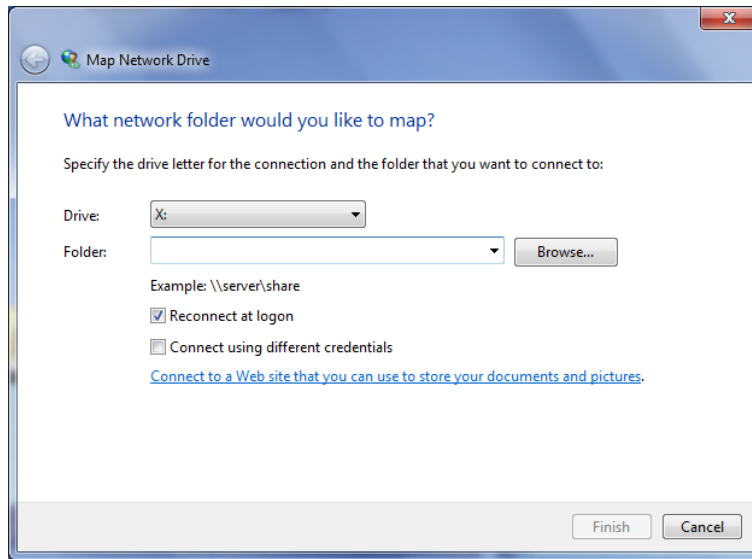 Map Network Drive
What network folder would you like to map?
Specify the drive letter for the connection and the folder that you want to connect to:
Drive: X:
Folder: Browse...
Example: \\server\share
Reconnect at logon
Connect using different credentials
Connect to a Web site that you can use to store your documents and pictures.
Finish Cancel